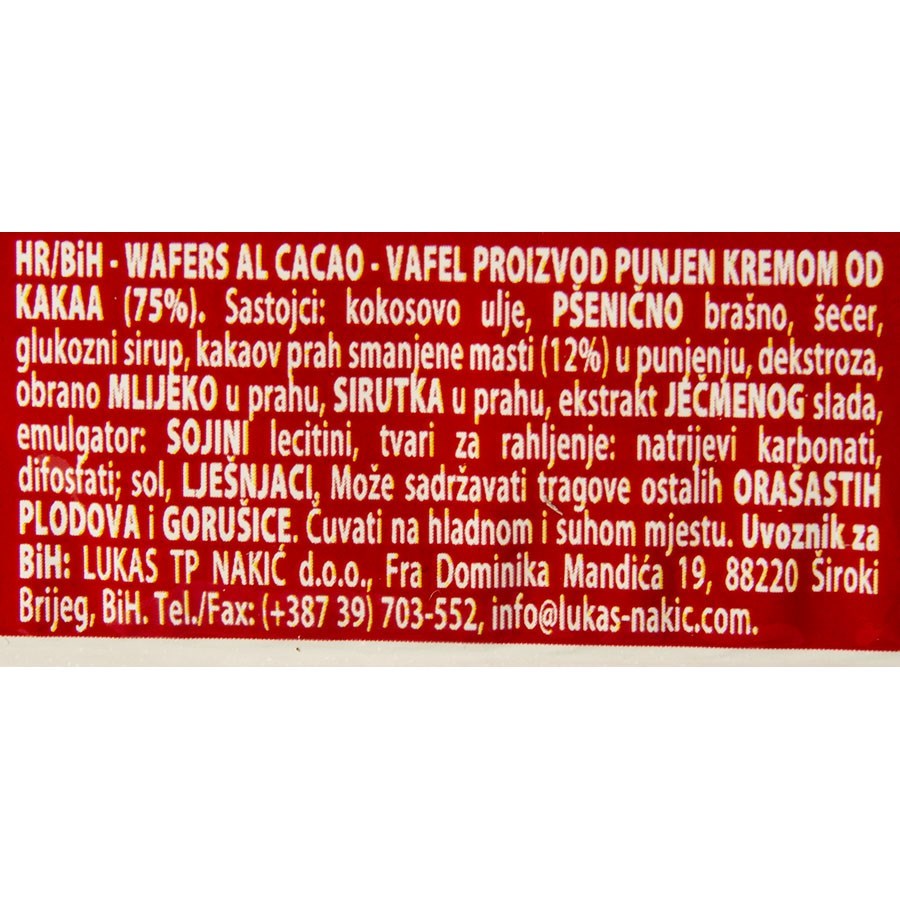 HR/BiH - WAFERS AL CACAO - VAFEL PROIZVOD PUNJEN KREMOM OD
KAKAA (75%). Sastojci: kokosovo ulje, PŠENIČNO brašno, šećer,
glukozni sirup, kakaov prah smanjene masti (12%) u punjenju, dekstroza,
obrano MLIJEKO u prahu, SIRUTKA u prahu, ekstrakt JEČMENOG slada,
emulgator: SOJINI lecitini, tvari za rahljenje: natrijevi karbonati,
difosfati; sol, LJEŠNJACI. Može sadržavati tragove ostalih ORAŠASTIH
PLODOVA i GORUŠICE. Čuvati na hladnom i suhom mjestu. Uvoznik za
BiH: LUKAS TP NAKIĆ d.o.o., Fra Dominika Mandića 19, 88220 Široki
Brijeg, BiH. Tel./Fax: (+387 39) 703-552, info@lukas-nakic.com.